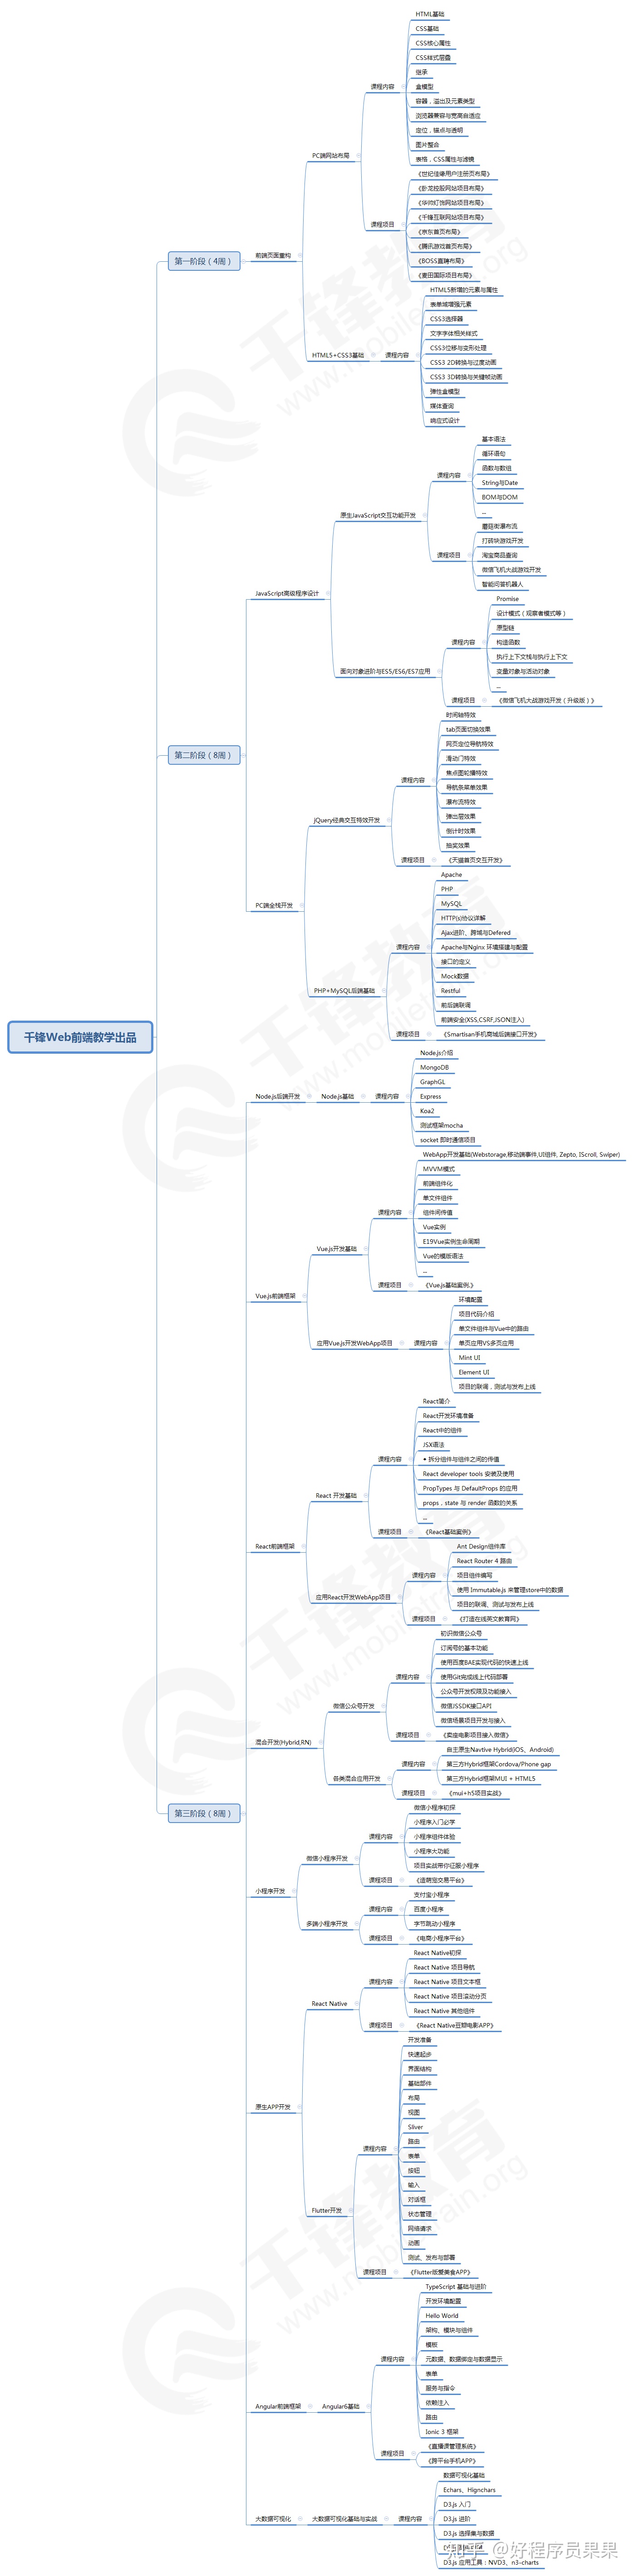 千锋Web前端教学出品
第一阶段（4周）
前端页面重构
PC端网站布局
课程内容
HTML基础
CSS基础
CSS核心属性
CSS样式层叠
继承
盒模型
容器，溢出及元素类型
浏览器兼容与宽高自适应
定位，锚点与透明
图片整合
表格，CSS属性与滤镜
课程项目
《世纪佳缘用户注册页布局》
《卧龙控股网站项目布局》
《华帅灯饰网站项目布局》
《千锋互联网站项目布局》
《京东首页布局》
《腾讯游戏首页布局》
《BOSS直聘布局》
《麦田国际项目布局》
HTML5+CSS3基础
课程内容
HTML5新增的元素与属性
表单域增强元素
CSS3选择器
文字字体相关样式
CSS3位移与变形处理
CSS3 2D转换与过度动画
CSS3 3D转换与关键帧动画
弹性盒模型
媒体查询
响应式设计
第二阶段（8周）
JavaScript高级程序设计
原生JavaScript交互功能开发
课程内容
基本语法
循环语句
函数与数组
String与Date
BOM与DOM
...
课程项目
蘑菇街瀑布流
打砖块游戏开发
淘宝商品查询
微信飞机大战游戏开发
智能问答机器人
面向对象进阶与ES5/ES6/ES7应用
课程内容
Promise
设计模式（观察者模式等）
原型链
构造函数
执行上下文栈与执行上下文
变量对象与活动对象
...
课程项目
《微信飞机大战游戏开发（升级版）》
PC端全栈开发
jQuery经典交互特效开发
课程内容
时间轴特效
tab页面切换效果
网页定位导航特效
滑动门特效
焦点图轮播特效
导航条菜单效果
瀑布流特效
弹出层效果
倒计时效果
抽奖效果
课程项目
《天猫首页交互开发》
PHP+MySQL后端基础
课程内容
Apache
PHP
MySQL
HTTP(s)协议详解
Ajax进阶、跨域与Defered
Apache与Nginx 环境搭建与配置
接口的定义
Mock数据
Restful
前后端联调
前端安全(XSS,CSRF,JSON注入)
课程项目
《Smartisan手机商城后端接口开发》
第三阶段（8周）
Node.js后端开发
Node.js基础
课程内容
Node.js介绍
MongoDB
GraphGL
Express
Koa2
测试框架mocha
socket 即时通信项目
Vue.js前端框架
Vue.js开发基础
课程内容
WebApp开发基础(Webstorage,移动端事件,UI组件, Zepto, IScroll, Swiper)
MVVM模式
前端组件化
单文件组件
组件间传值
Vue实例
E19Vue实例生命周期
Vue的模版语法
...
课程项目
《Vue.js基础案例,》
应用Vue.js开发WebApp项目
课程内容
环境配置
项目代码介绍
单文件组件与Vue中的路由
单页应用VS多页应用
Mint UI
Element UI
项目的联调，测试与发布上线
React前端框架
React 开发基础
课程内容
React简介
React开发环境准备
React中的组件
JSX语法
• 拆分组件与组件之间的传值
React developer tools 安装及使用
PropTypes 与 DefaultProps 的应用
props，state 与 render 函数的关系
...
课程项目
《React基础案例》
应用React开发WebApp项目
课程内容
Ant Design组件库
React Router 4 路由
项目组件编写
使用 Immutable.js 来管理store中的数据
项目的联调、测试与发布上线
课程项目
《打造在线英文教育网》
混合开发(Hybrid,RN)
微信公众号开发
课程内容
初识微信公众号
订阅号的基本功能
使用百度BAE实现代码的快速上线
使用Git完成线上代码部署
公众号开发权限及功能接入
微信JSSDK接口API
微信场景项目开发与接入
课程项目
《卖座电影项目接入微信》
各类混合应用开发
课程内容
自主原生Navtive Hybrid(iOS、Android)
第三方Hybrid框架Cordova/Phone gap
第三方Hybrid框架MUI + HTML5
课程项目
《mui+h5项目实战》
小程序开发
微信小程序开发
课程内容
微信小程序初探
小程序入门必学
小程序组件体验
小程序大功能
项目实战带你征服小程序
课程项目
《造萌宠交易平台》
多端小程序开发
课程内容
支付宝小程序
百度小程序
字节跳动小程序
课程项目
《电商小程序平台》
原生APP开发
React Native
课程内容
React Native初探
React Native 项目导航
React Native 项目文本框
React Native 项目滚动分页
React Native 其他组件
课程项目
《React Native豆瓣电影APP》
Flutter开发
课程内容
开发准备
快速起步
界面结构
基础部件
布局
视图
Sliver
路由
表单
按钮
输入
对话框
状态管理
网络请求
动画
测试、发布与部署
课程项目
《Flutter版爱美食APP》
Angular前端框架
Angular6基础
课程内容
TypeScript 基础与进阶
开发环境配置
Hello World
架构、模块与组件
模板
元数据、数据绑定与数据显示
表单
服务与指令
依赖注入
路由
Ionic 3 框架
课程项目
《直播课管理系统》
《跨平台手机APP》
大数据可视化
大数据可视化基础与实战
课程内容
数据可视化基础
Echars、Hignchars
D3.js 入门
D3.js 进阶
D3.js 选择集与数据
D3.js 应用工具：NVD3、n3-charts
知乎 @好程序员果果